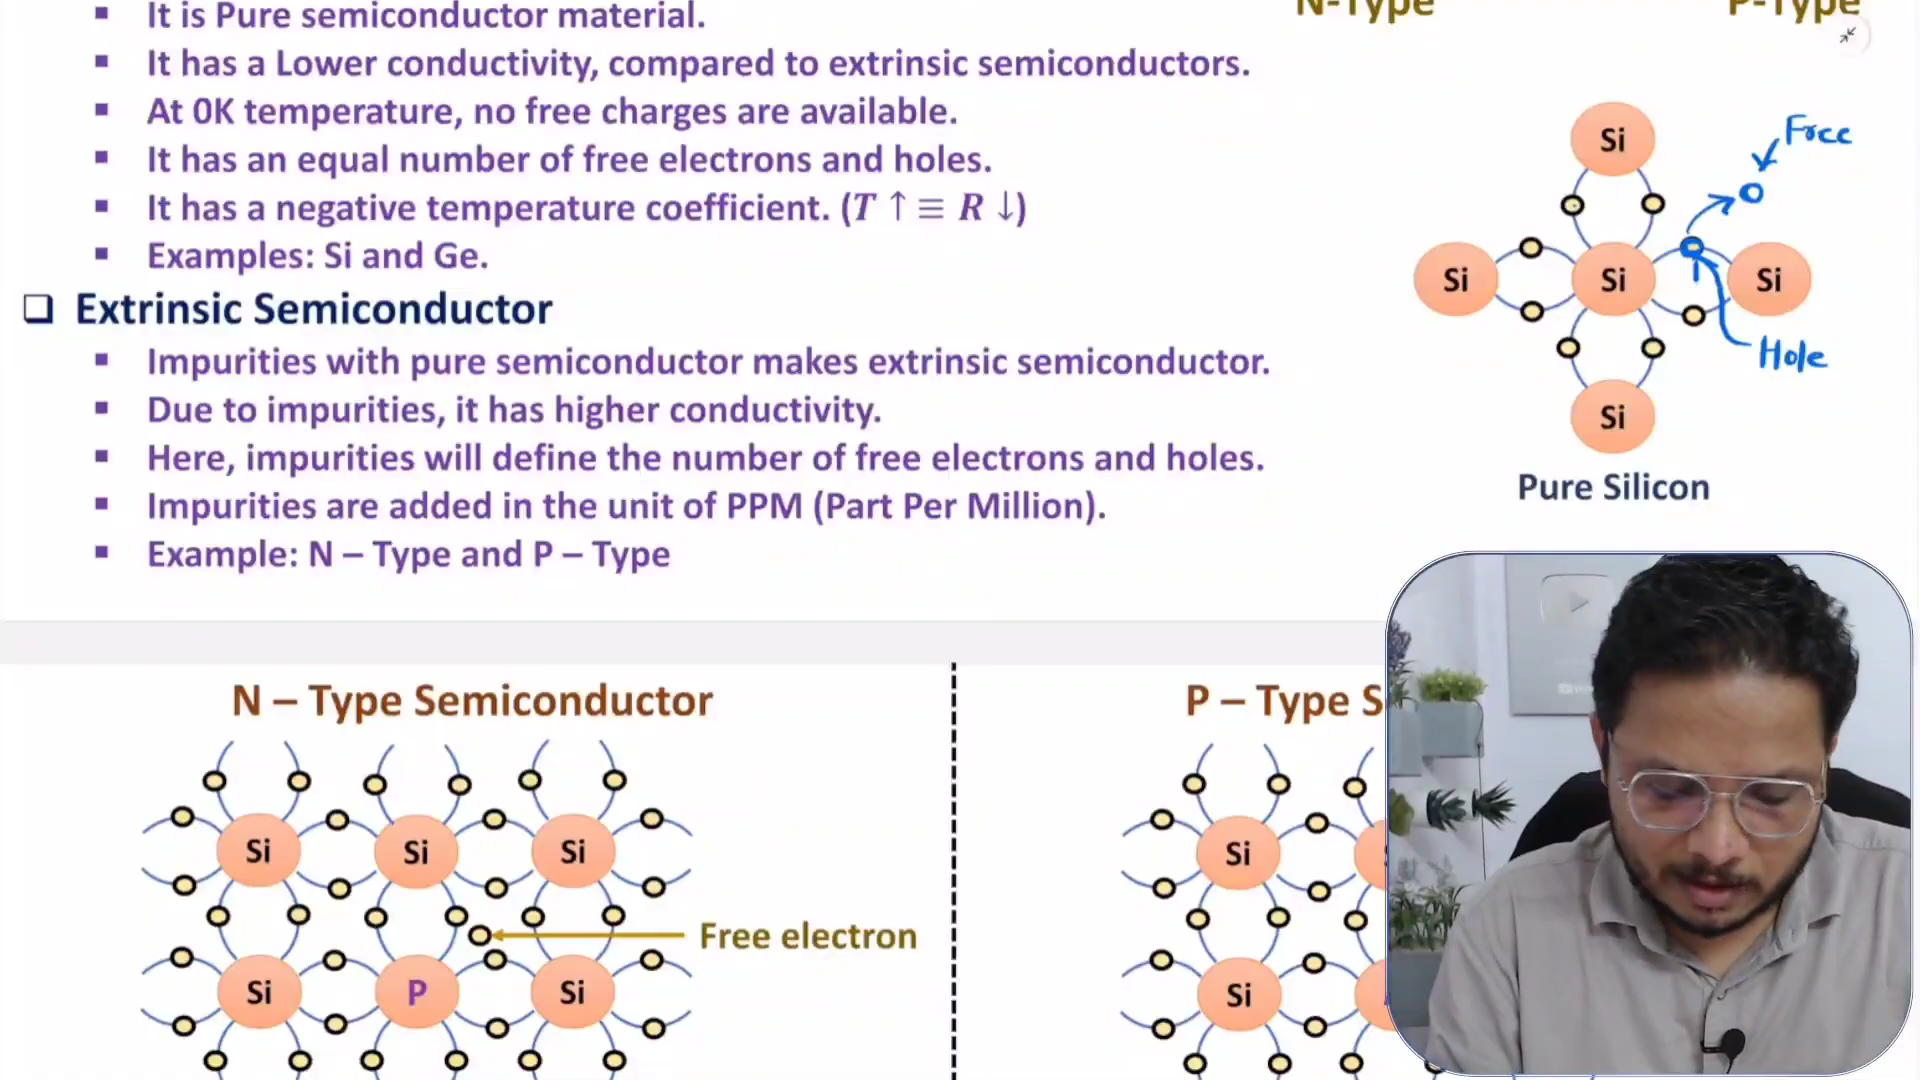 It is Pure semiconductor material.
It has a Lower conductivity, compared to extrinsic semiconductors.
At 0K temperature, no free charges are available.
It has an equal number of free electrons and holes.
It has a negative temperature coefficient. (T ↑ ≡ R ↓)
Examples: Si and Ge.
Extrinsic Semiconductor
Impurities with pure semiconductor makes extrinsic semiconductor.
Due to impurities, it has higher conductivity.
Here, impurities will define the number of free electrons and holes.
Impurities are added in the unit of PPM (Part Per Million).
Example: N – Type and P – Type
N-Type P-Type
Si
Free
Si Si Si
Hole
Si
Pure Silicon
N – Type Semiconductor
Si Si Si
Free electron
Si P Si
P – Type S
Si
Si